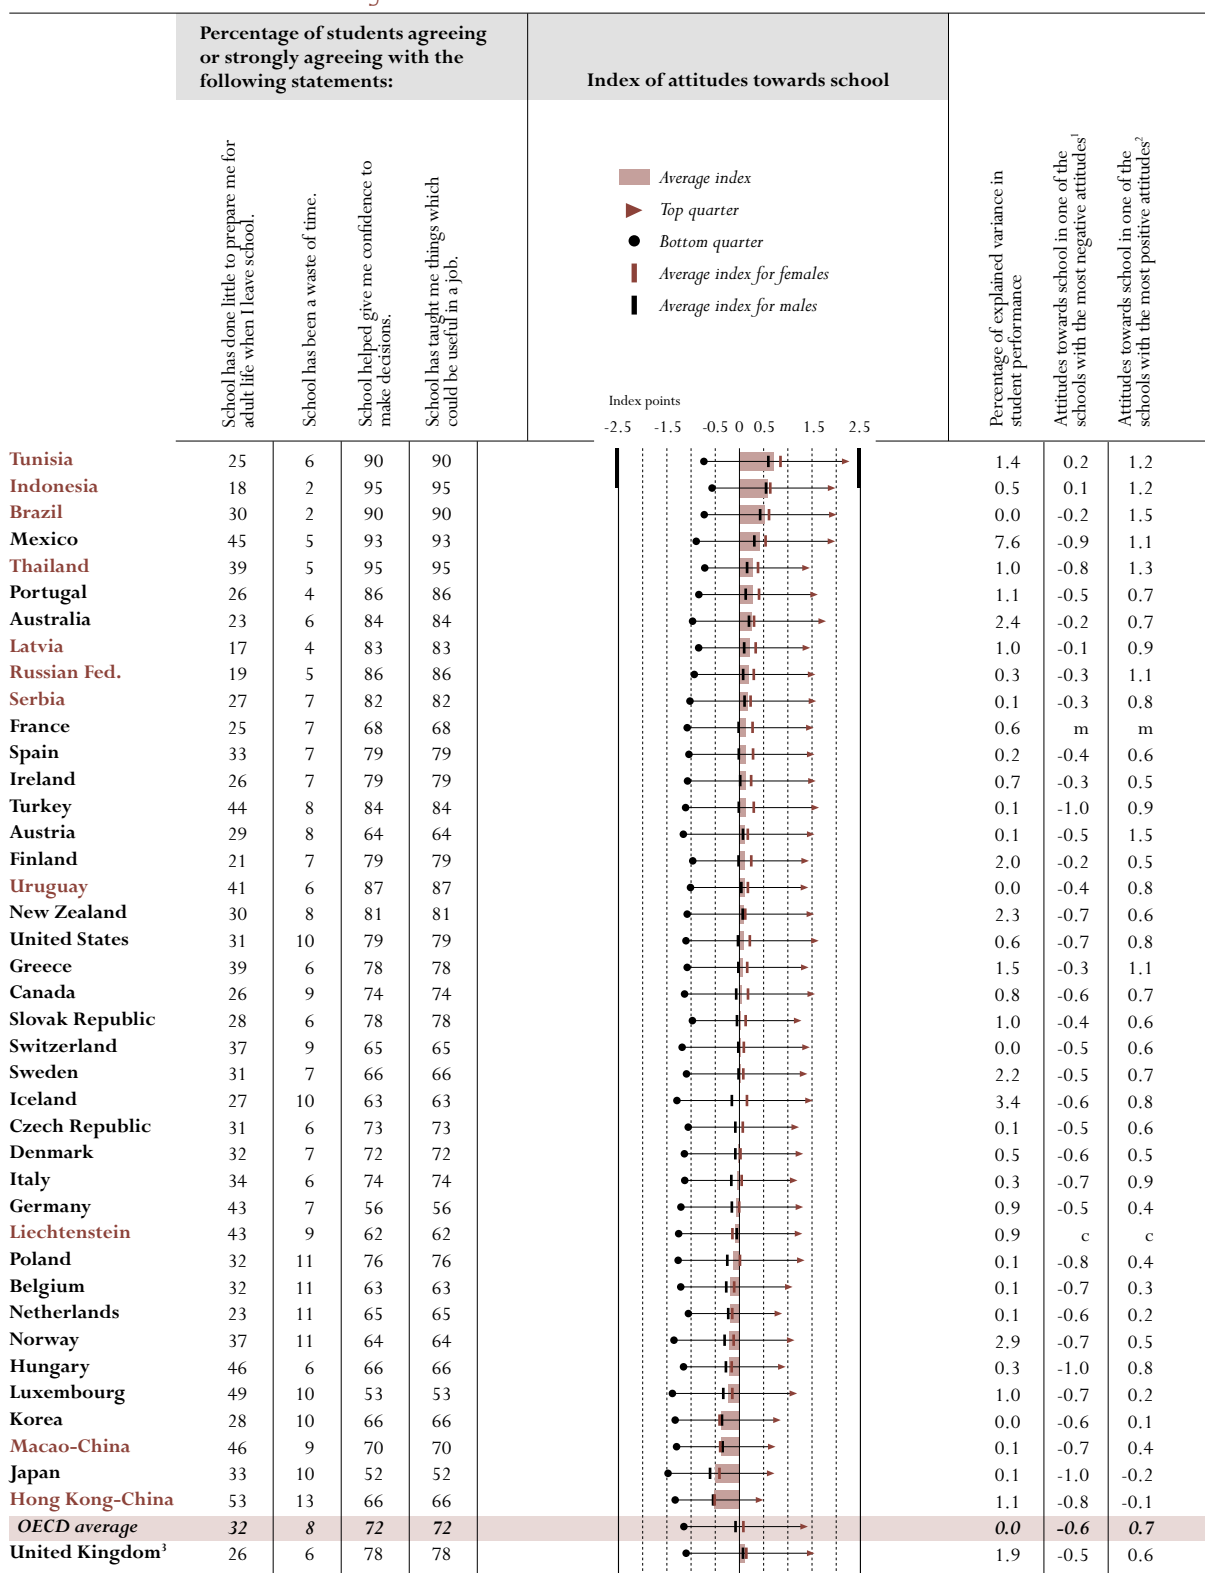 Percentage of students agreeing
or strongly agreeing with the
following statements:
Index of attitudes towards school
School has done little to prepare me for
adult life when I leave school.
School has been a waste of time.
School helped give me confidence to
make decisions.
School has taught me things which
could be useful in a job.
Average index
Top quarter
Bottom quarter
Average index for females
Average index for males
Percentage of explained variance in
student performance
Attitudes towards school in one of the
schools with the most negative attitudes¹
Attitudes towards school in one of the
schools with the most positive attitudes²
Index points
-2.5 -1.5 -0.5 0 0.5 1.5 2.5
Tunisia 25 6 90 90 1.4 0.2 1.2
Indonesia 18 2 95 95 0.5 0.1 1.2
Brazil 30 2 90 90 0.0 -0.2 1.5
Mexico 45 5 93 93 7.6 -0.9 1.1
Thailand 39 5 95 95 1.0 -0.8 1.3
Portugal 26 4 86 86 1.1 -0.5 0.7
Australia 23 6 84 84 2.4 -0.2 0.7
Latvia 17 4 83 83 1.0 -0.1 0.9
Russian Fed. 19 5 86 86 0.3 -0.3 1.1
Serbia 27 7 82 82 0.1 -0.3 0.8
France 25 7 68 68 0.6 m m
Spain 33 7 79 79 0.2 -0.4 0.6
Ireland 26 7 79 79 0.7 -0.3 0.5
Turkey 44 8 84 84 0.1 -1.0 0.9
Austria 29 8 64 64 0.1 -0.5 1.5
Finland 21 7 79 79 2.0 -0.2 0.5
Uruguay 41 6 87 87 0.0 -0.4 0.8
New Zealand 30 8 81 81 2.3 -0.7 0.6
United States 31 10 79 79 0.6 -0.7 0.8
Greece 39 6 78 78 1.5 -0.3 1.1
Canada 26 9 74 74 0.8 -0.6 0.7
Slovak Republic 28 6 78 78 1.0 -0.4 0.6
Switzerland 37 9 65 65 0.0 -0.5 0.6
Sweden 31 7 66 66 2.2 -0.5 0.7
Iceland 27 10 63 63 3.4 -0.6 0.8
Czech Republic 31 6 73 73 0.1 -0.5 0.6
Denmark 32 7 72 72 0.5 -0.6 0.5
Italy 34 6 74 74 0.3 -0.7 0.9
Germany 43 7 56 56 0.9 -0.5 0.4
Liechtenstein 43 9 62 62 0.9 c c
Poland 32 11 76 76 0.1 -0.8 0.4
Belgium 32 11 63 63 0.1 -0.7 0.3
Netherlands 23 11 65 65 0.1 -0.6 0.2
Norway 37 11 64 64 2.9 -0.7 0.5
Hungary 46 6 66 66 0.3 -1.0 0.8
Luxembourg 49 10 53 53 1.0 -0.7 0.2
Korea 28 10 66 66 0.0 -0.6 0.1
Macao-China 46 9 70 70 0.1 -0.7 0.4
Japan 33 10 52 52 0.1 -1.0 -0.2
Hong Kong-China 53 13 66 66 1.1 -0.8 -0.1
OECD average 32 8 72 72 0.0 -0.6 0.7
United Kingdom³ 26 6 78 78 1.9 -0.5 0.6